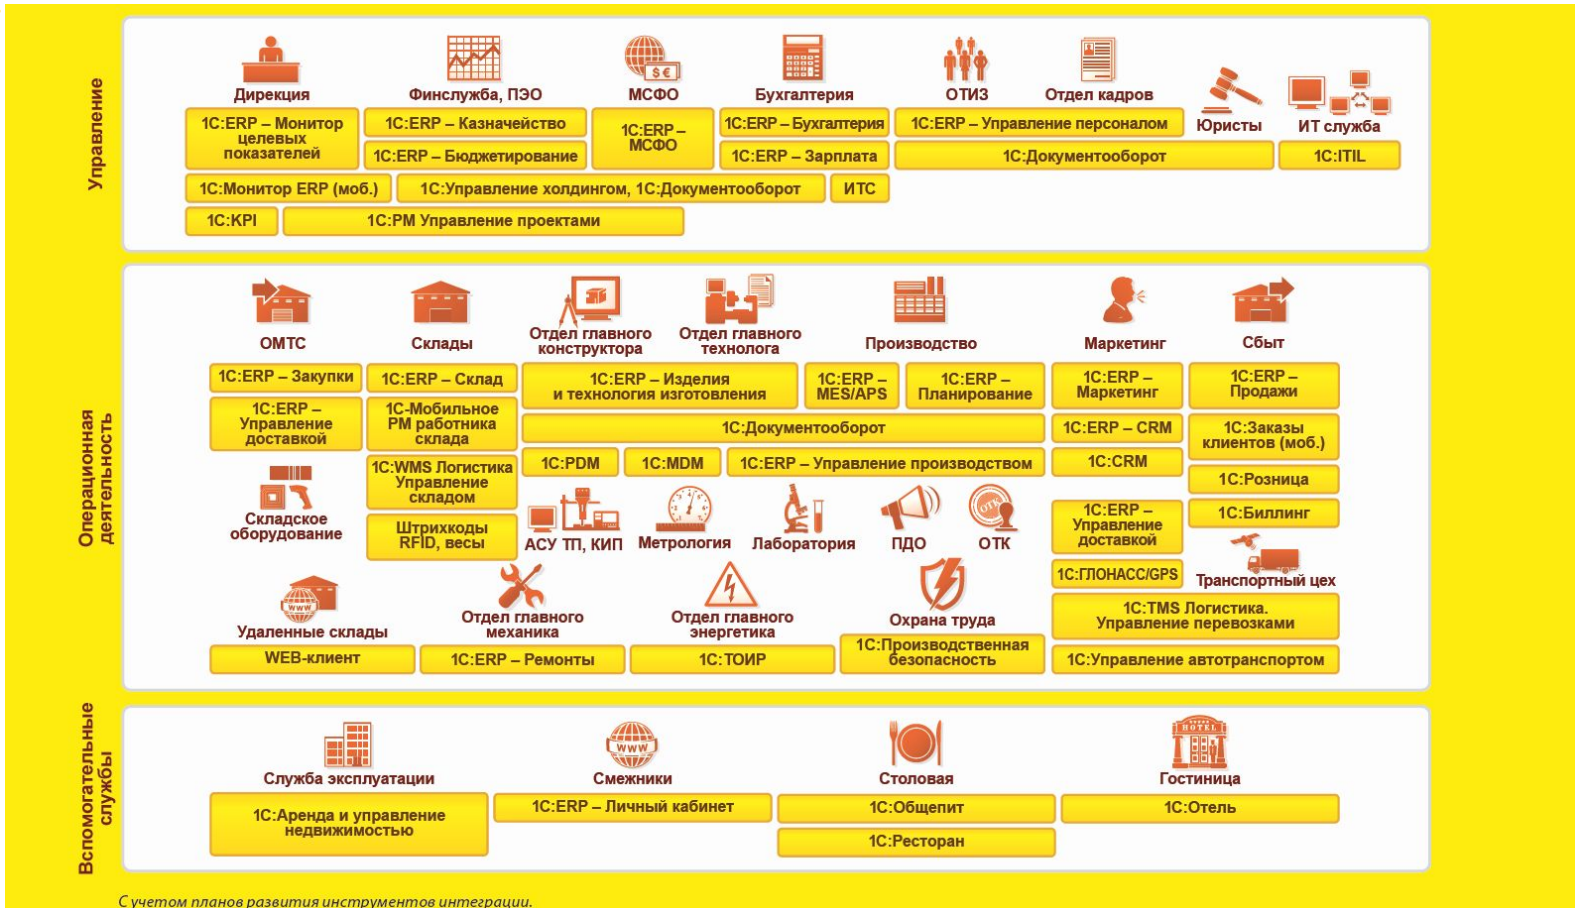 Управление
Дирекция
Финслужба, ПЭО
МСФО
Бухгалтерия
ОТИЗ
Отдел кадров
Юристы
ИТ служба
$ €
1С:ERP – Монитор
целевых
показателей
1С:ERP – Казначейство
1С:ERP – Бюджетирование
1С:ERP –
МСФО
1С:ERP – Бухгалтерия
1С:ERP – Зарплата
1С:ERP – Управление персоналом
1С:Документооборот
1С:ITIL
1С:Монитор ERP (моб.)
1С:Управление холдингом, 1С:Документооборот
ИТС
1С:KPI
1С:PM Управление проектами
Операционная
деятельность
ОМТС
Склады
Отдел главного
конструктора
Отдел главного
технолога
Производство
Маркетинг
Сбыт
1С:ERP – Закупки
1С:ERP –
Управление
доставкой
1С:ERP – Склад
1С-Мобильное
РМ работника
склада
1С:WMS Логистика
Управление
складом
Штрихкоды
RFID, весы
1С:ERP – Изделия
и технология изготовления
1С:ERP –
MES/APS
1С:ERP –
Планирование
1С:Документооборот
1С:PDM
1С:MDM
1С:ERP – Управление производством
1С:ERP –
Маркетинг
1С:ERP – CRM
1С:CRM
1С:ERP –
Управление
доставкой
1С:ГЛОНАСС/GPS
1С:ERP –
Продажи
1С:Заказы
клиентов (моб.)
1С:Розница
1С:Биллинг
Складское
оборудование
АСУ ТП, КИП
Метрология
Лаборатория
ПДО
ОТК
ОТК
Транспортный цех
1С:TMS Логистика.
Управление перевозками
1С:Управление автотранспортом
WWW
Удаленные склады
WEB-клиент
Отдел главного
механика
1С:ERP – Ремонты
Отдел главного
энергетика
1С:ТОИР
Охрана труда
1С:Производственная
безопасность
Вспомогательные
службы
Служба эксплуатации
1С:Аренда и управление
недвижимостью
WWW
Смежники
1С:ERP – Личный кабинет
Столовая
1С:Общепит
1С:Ресторан
HOTEL
Гостиница
1С:Отель
С учетом планов развития инструментов интеграции.